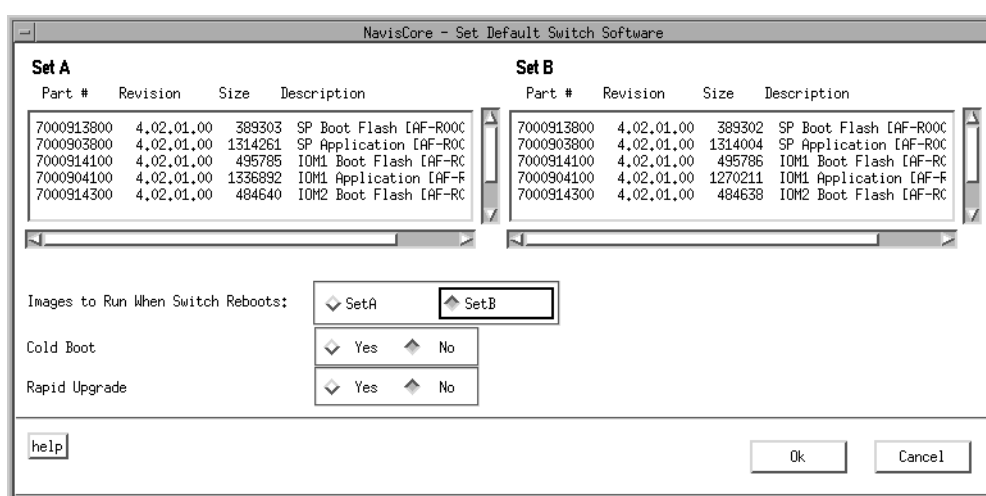 NavisCore - Set Default Switch Software
Set A
Part # Revision Size Description
7000913800 4.02.01.00 389303 SP Boot Flash [AF-R00C
7000903800 4.02.01.00 1314261 SP Application [AF-R0C
7000914100 4.02.01.00 495785 IOM1 Boot Flash [AF-RC
7000904100 4.02.01.00 1336892 IOM1 Application [AF-F
7000914300 4.02.01.00 484640 IOM2 Boot Flash [AF-RC
Set B
Part # Revision Size Description
7000913800 4.02.01.00 389302 SP Boot Flash [AF-R00C
7000903800 4.02.01.00 1314004 SP Application [AF-R0C
7000914100 4.02.01.00 495786 IOM1 Boot Flash [AF-RC
7000904100 4.02.01.00 1270211 IOM1 Application [AF-F
7000914300 4.02.01.00 484638 IOM2 Boot Flash [AF-RC
Images to Run When Switch Reboots: SetA SetB
Cold Boot Yes No
Rapid Upgrade Yes No
help Ok Cancel